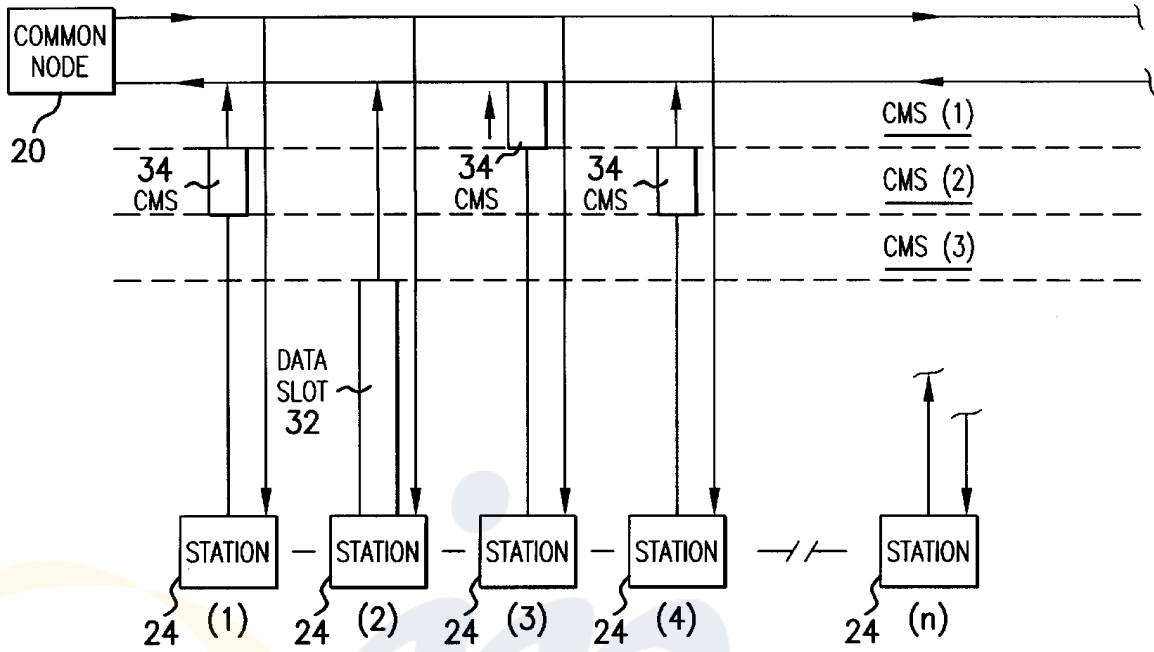 COMMON
NODE
20
CMS (1)
34
CMS
34
CMS
34
CMS
CMS (2)
CMS (3)
DATA
SLOT
32
STATION
STATION
STATION
STATION
STATION
24 (1)
24 (2)
24 (3)
24 (4)
24 (n)